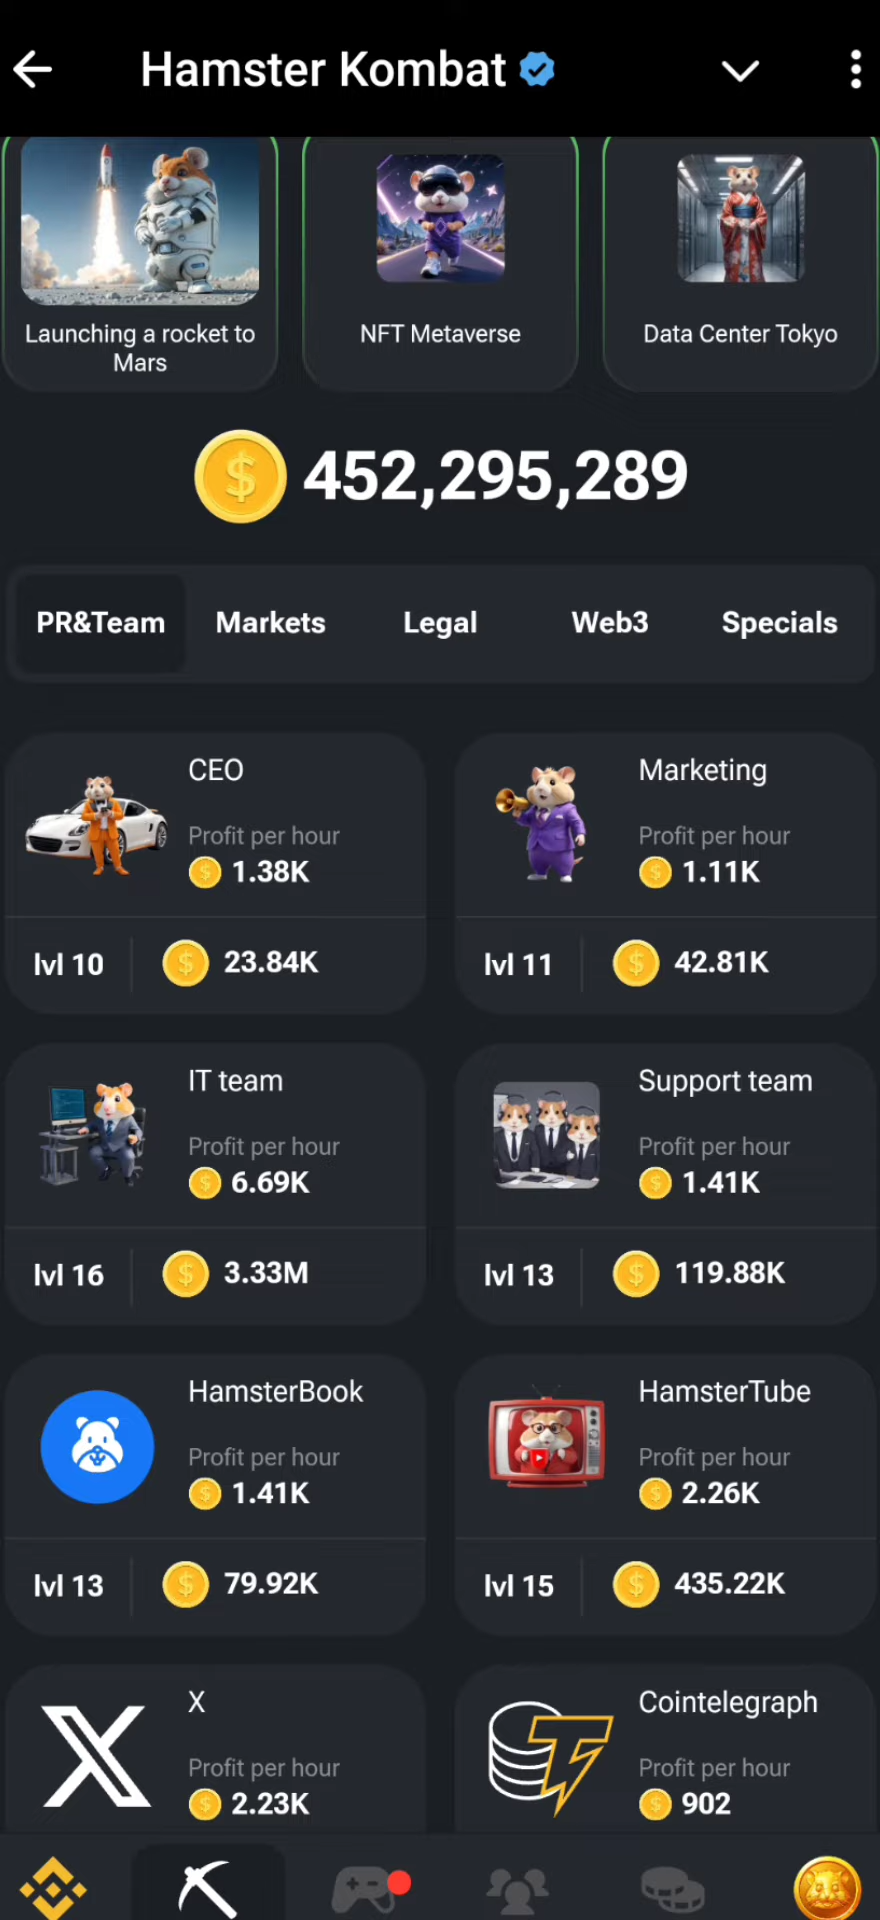 Hamster Kombat
Launching a rocket to
Mars
NFT Metaverse
Data Center Tokyo
452,295,289
PR&Team
Markets
Legal
Web3
Specials
CEO
Profit per hour
1.38K
lvl 10
23.84K
Marketing
Profit per hour
1.11K
lvl 11
42.81K
IT team
Profit per hour
6.69K
lvl 16
3.33M
Support team
Profit per hour
1.41K
lvl 13
119.88K
HamsterBook
Profit per hour
1.41K
lvl 13
79.92K
HamsterTube
Profit per hour
2.26K
lvl 15
435.22K
X
Profit per hour
2.23K
Cointelegraph
Profit per hour
902